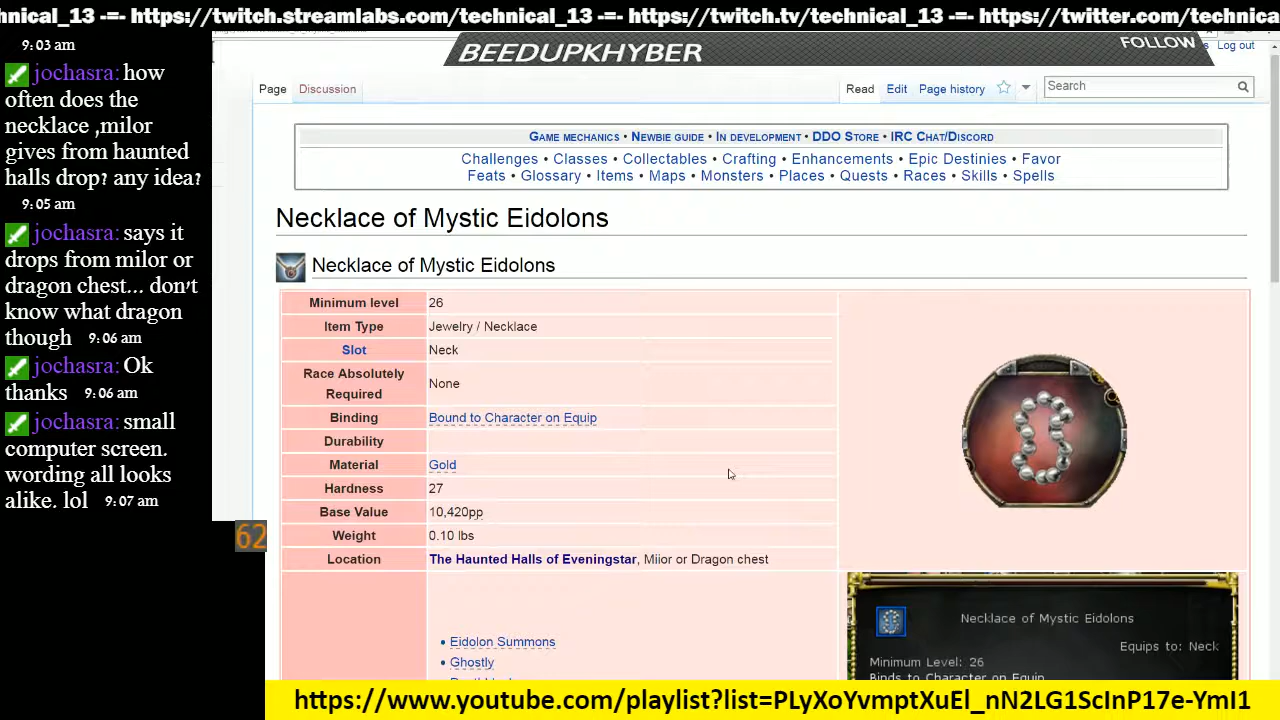 https://twitch.streamlabs.com/technical_13 -=- https://twitch.tv/technical_13 -=- https://twitter.com/technica
9:03 am
jochasra: how
often does the
necklace ,milor
gives from haunted
halls drop? any idea?
9:05 am
jochasra: says it
drops from milor or
dragon chest... don't
know what dragon
though 9:06 am
jochasra: Ok
thanks 9:06 am
jochasra: small
computer screen.
wording all looks
alike. lol 9:07 am
62
BEEDUPKHYBER
FOLLOW
Log out
Page Discussion
Read Edit Page history
Search
Game mechanics • Newbie guide • In development • DDO Store • IRC Chat/Discord
Challenges • Classes • Collectables • Crafting • Enhancements • Epic Destinies • Favor
Feats • Glossary • Items • Maps • Monsters • Places • Quests • Races • Skills • Spells
Necklace of Mystic Eidolons
Necklace of Mystic Eidolons
Minimum level 26
Item Type Jewelry / Necklace
Slot Neck
Race Absolutely
Required None
Binding Bound to Character on Equip
Durability
Material Gold
Hardness 27
Base Value 10,420pp
Weight 0.10 lbs
Location The Haunted Halls of Eveningstar, Miior or Dragon chest
• Eidolon Summons
• Ghostly
Necklace of Mystic Eidolons
Equips to: Neck
Minimum Level: 26
Binds to Character on Equip
https://www.youtube.com/playlist?list=PLyXoYvmptXuEl_nN2LG1ScInP17e-YmI1